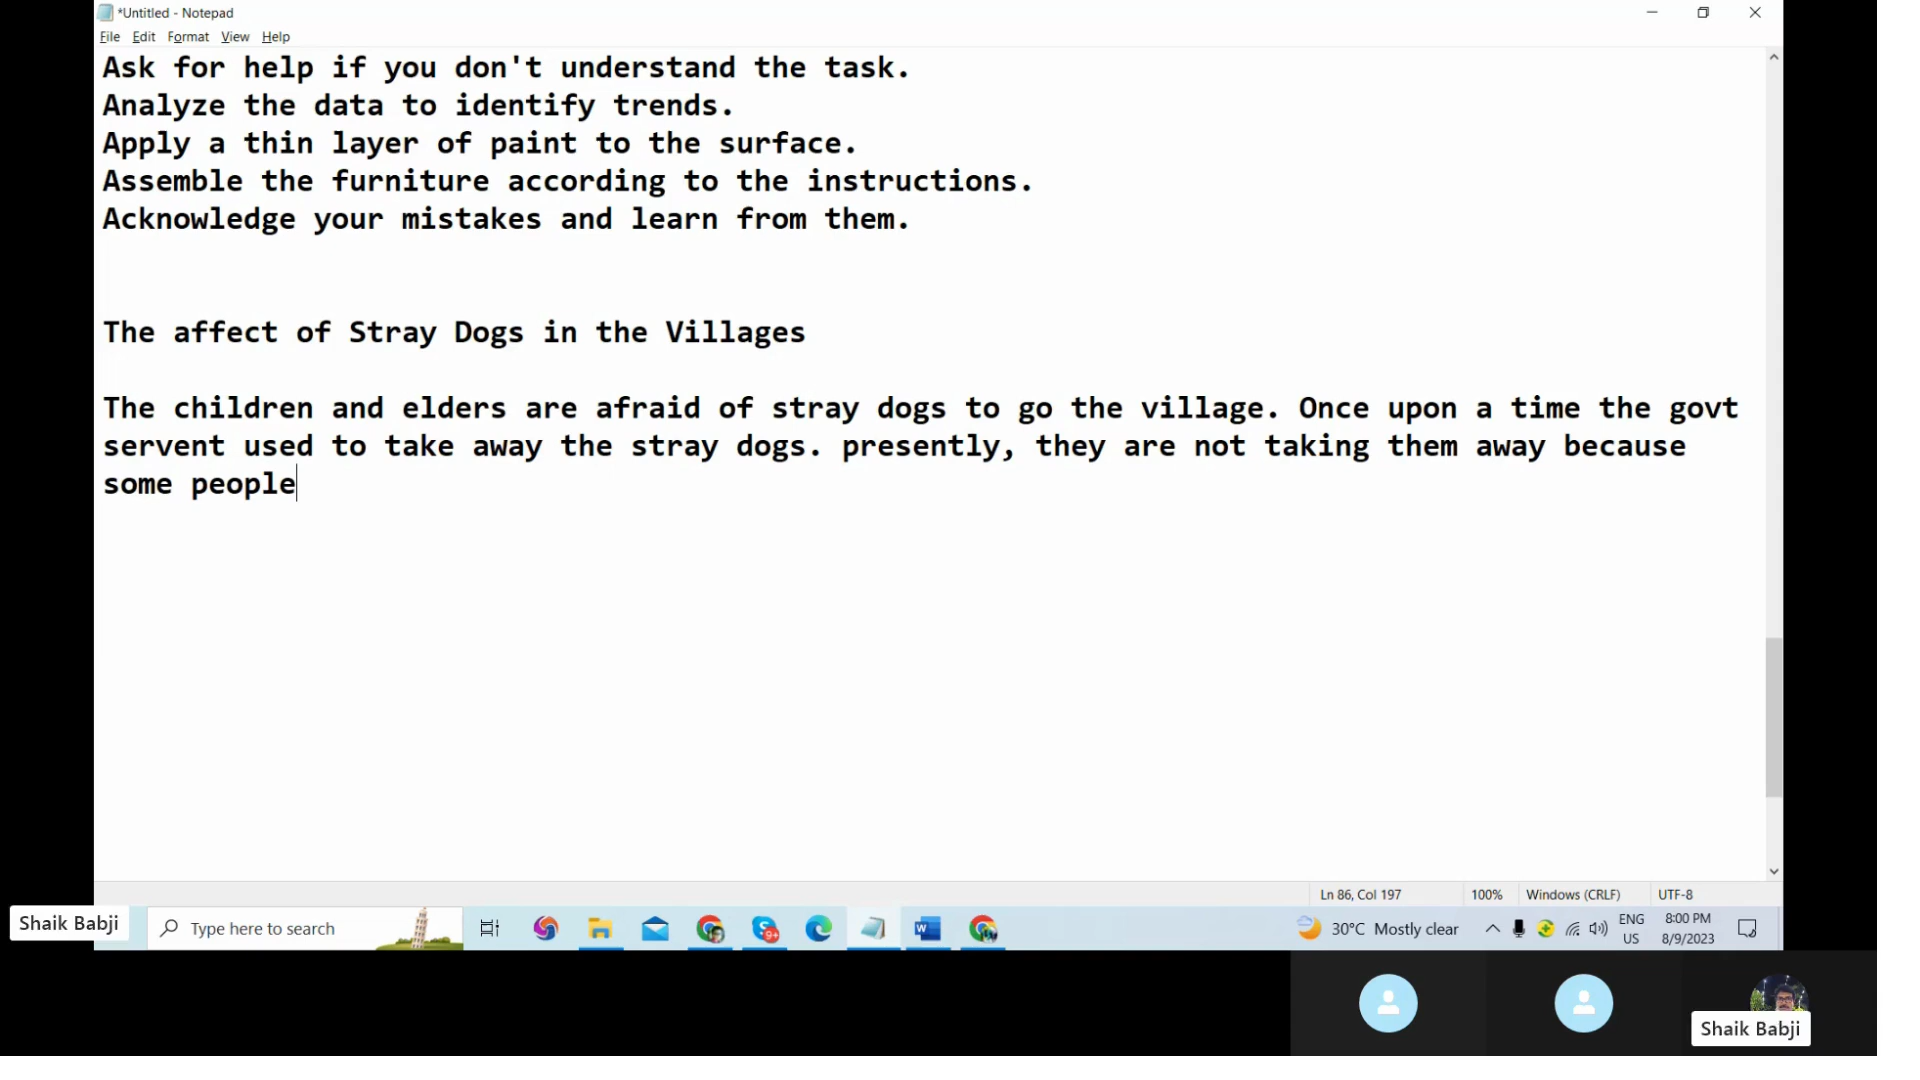 *Untitled - Notepad
File Edit Format View Help
Ask for help if you don't understand the task.
Analyze the data to identify trends.
Apply a thin layer of paint to the surface.
Assemble the furniture according to the instructions.
Acknowledge your mistakes and learn from them.
The affect of Stray Dogs in the Villages
The children and elders are afraid of stray dogs to go the village. Once upon a time the govt
servent used to take away the stray dogs. presently, they are not taking them away because
some people
Ln 86, Col 197 100% Windows (CRLF) UTF-8
Shaik Babji
Type here to search
30°C Mostly clear
ENG
US
8:00 PM
8/9/2023
Shaik Babji